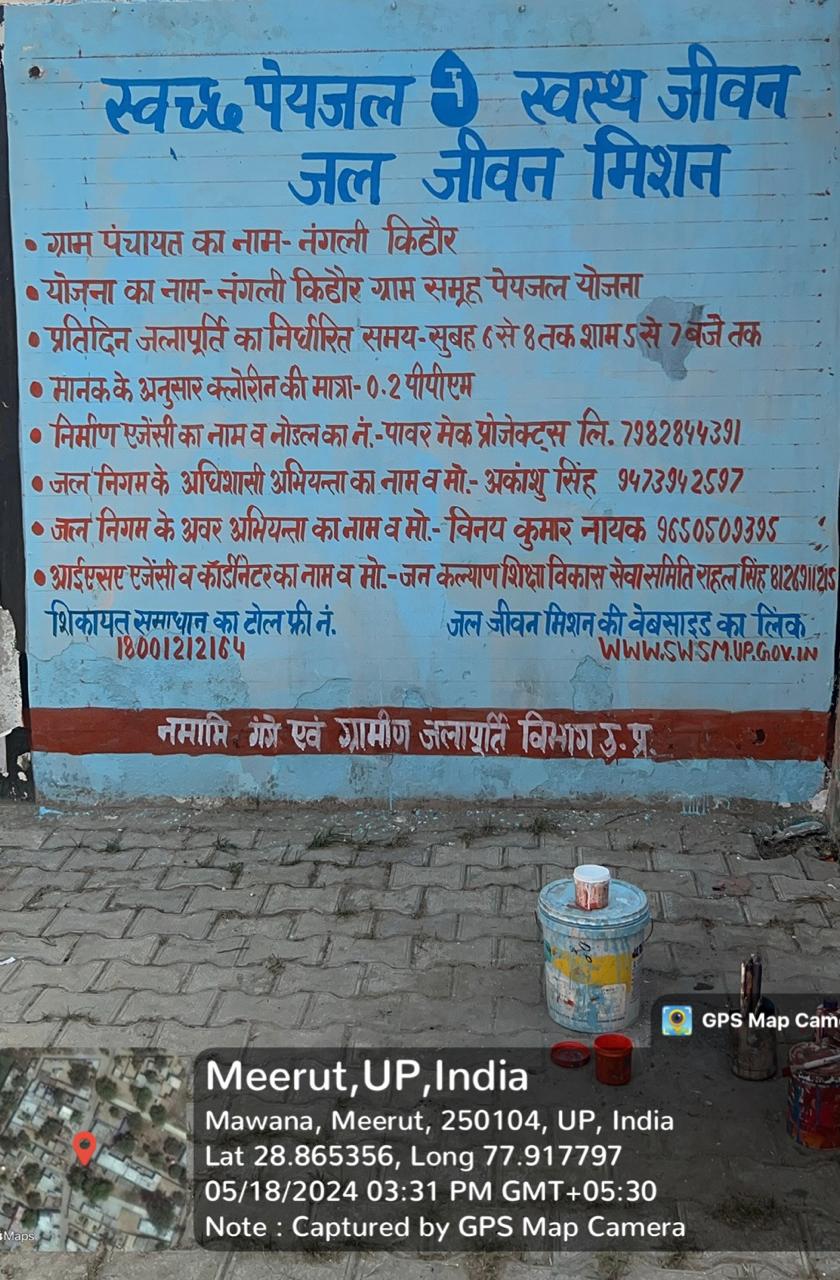 स्वच्छ पेयजल स्वस्थ जीवन
जल जीवन मिशन
• ग्राम पंचायत का नाम- नंगली किठौर
• योजना का नाम- नंगली किठौर ग्राम समूह पेयजल योजना
• प्रतिदिन जलापूर्ति का निर्धारित समय-सुबह 6 से 8 तक शाम 5 से 7 बजे तक
• मानक के अनुसार क्लोरीन की मात्रा- 0.2 पीपीएम
• निर्माण एजेंसी का नाम व नोडल का नं.-पावर मेक प्रोजेक्ट्स लि. 7982844391
• जल निगम के अधिशासी अभियन्ता का नाम व मो.- अकांशु सिंह 9473942597
• जल निगम के अवर अभियन्ता का नाम व मो.- विनय कुमार नायक 9650509395
• आईएसए एजेंसी व कॉर्डीनेटर का नाम व मो.-जन कल्याण शिक्षा विकास सेवा समिति राहुल सिंह
शिकायत समाधान का टोल फ्री नं. जल जीवन मिशन की वेबसाइड का लिंक
18001212164 WWW.SWSM.UP.GOV.IN
नमामि गंगे एवं ग्रामीण जलापूर्ति विभाग उ. प्र.
GPS Map Cam
Meerut,UP,India
Mawana, Meerut, 250104, UP, India
Lat 28.865356, Long 77.917797
05/18/2024 03:31 PM GMT+05:30
Note : Captured by GPS Map Camera
Maps